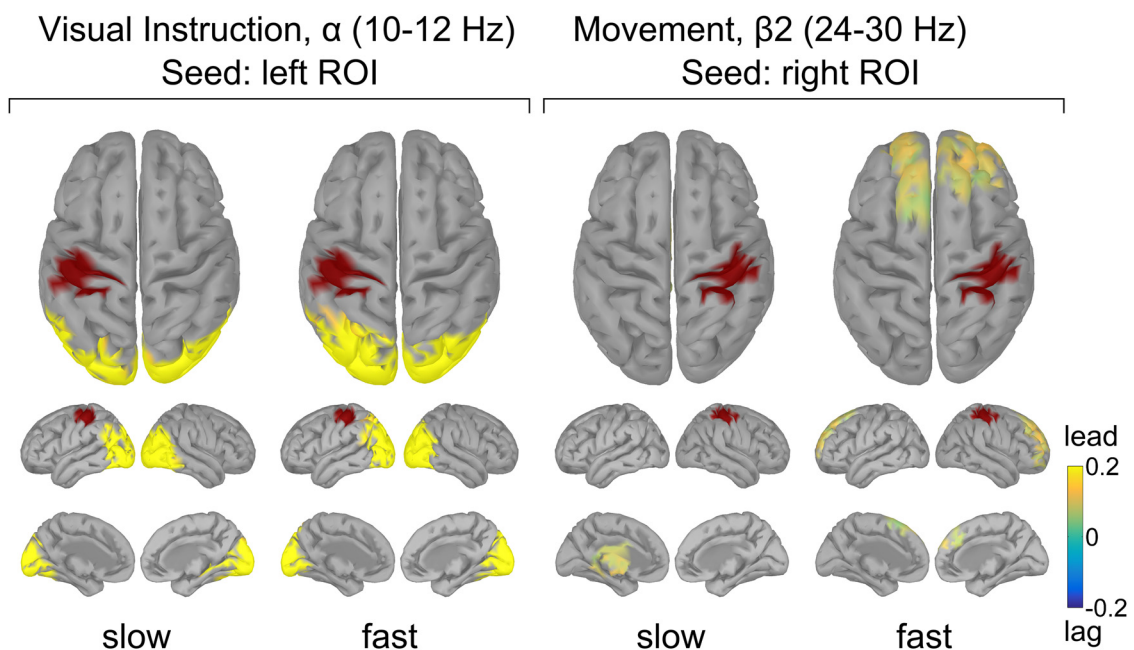 Visual Instruction, α (10-12 Hz)
Seed: left ROI
Movement, β2 (24-30 Hz)
Seed: right ROI
lead
0.2
0
-0.2
lag
slow
fast
slow
fast